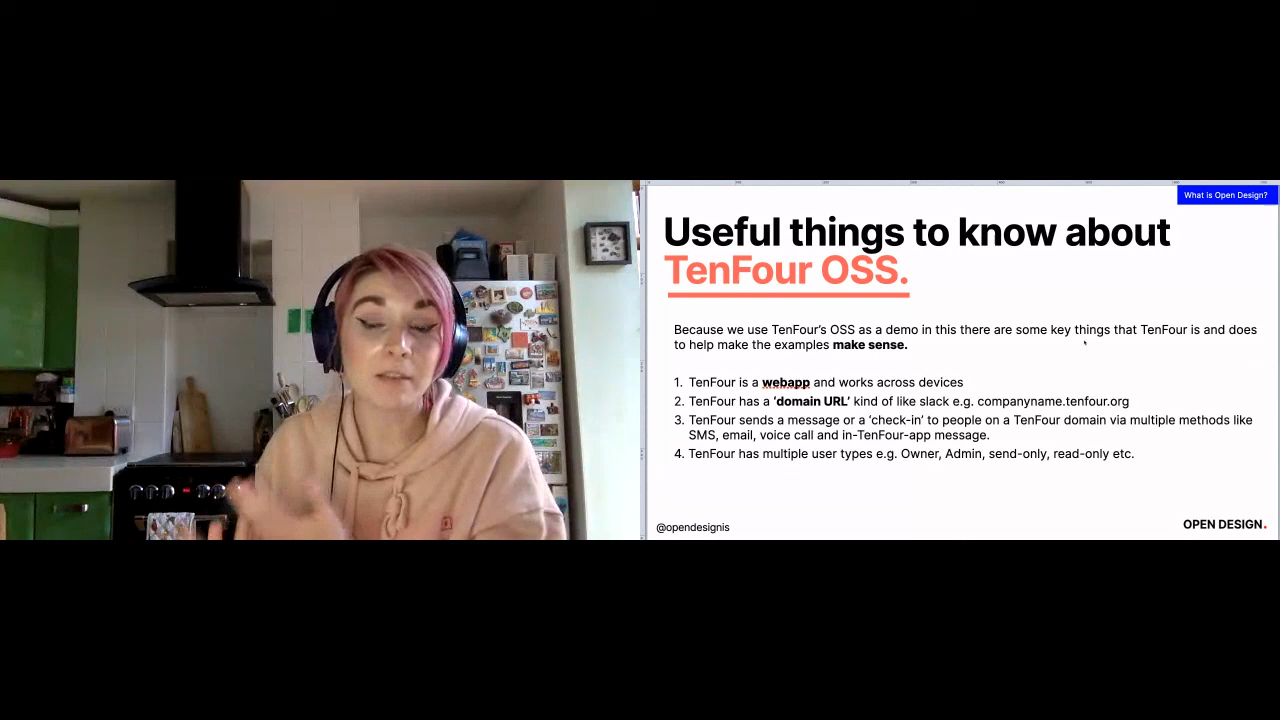 What is Open Design?
Useful things to know about
TenFour OSS.
Because we use TenFour's OSS as a demo in this there are some key things that TenFour is and does
to help make the examples make sense.
1. TenFour is a webapp and works across devices
2. TenFour has a ‘domain URL’ kind of like slack e.g. companyname.tenfour.org
3. TenFour sends a message or a ‘check-in’ to people on a TenFour domain via multiple methods like
SMS, email, voice call and in-TenFour-app message.
4. TenFour has multiple user types e.g. Owner, Admin, send-only, read-only etc.
@opendesignis
OPEN DESIGN.